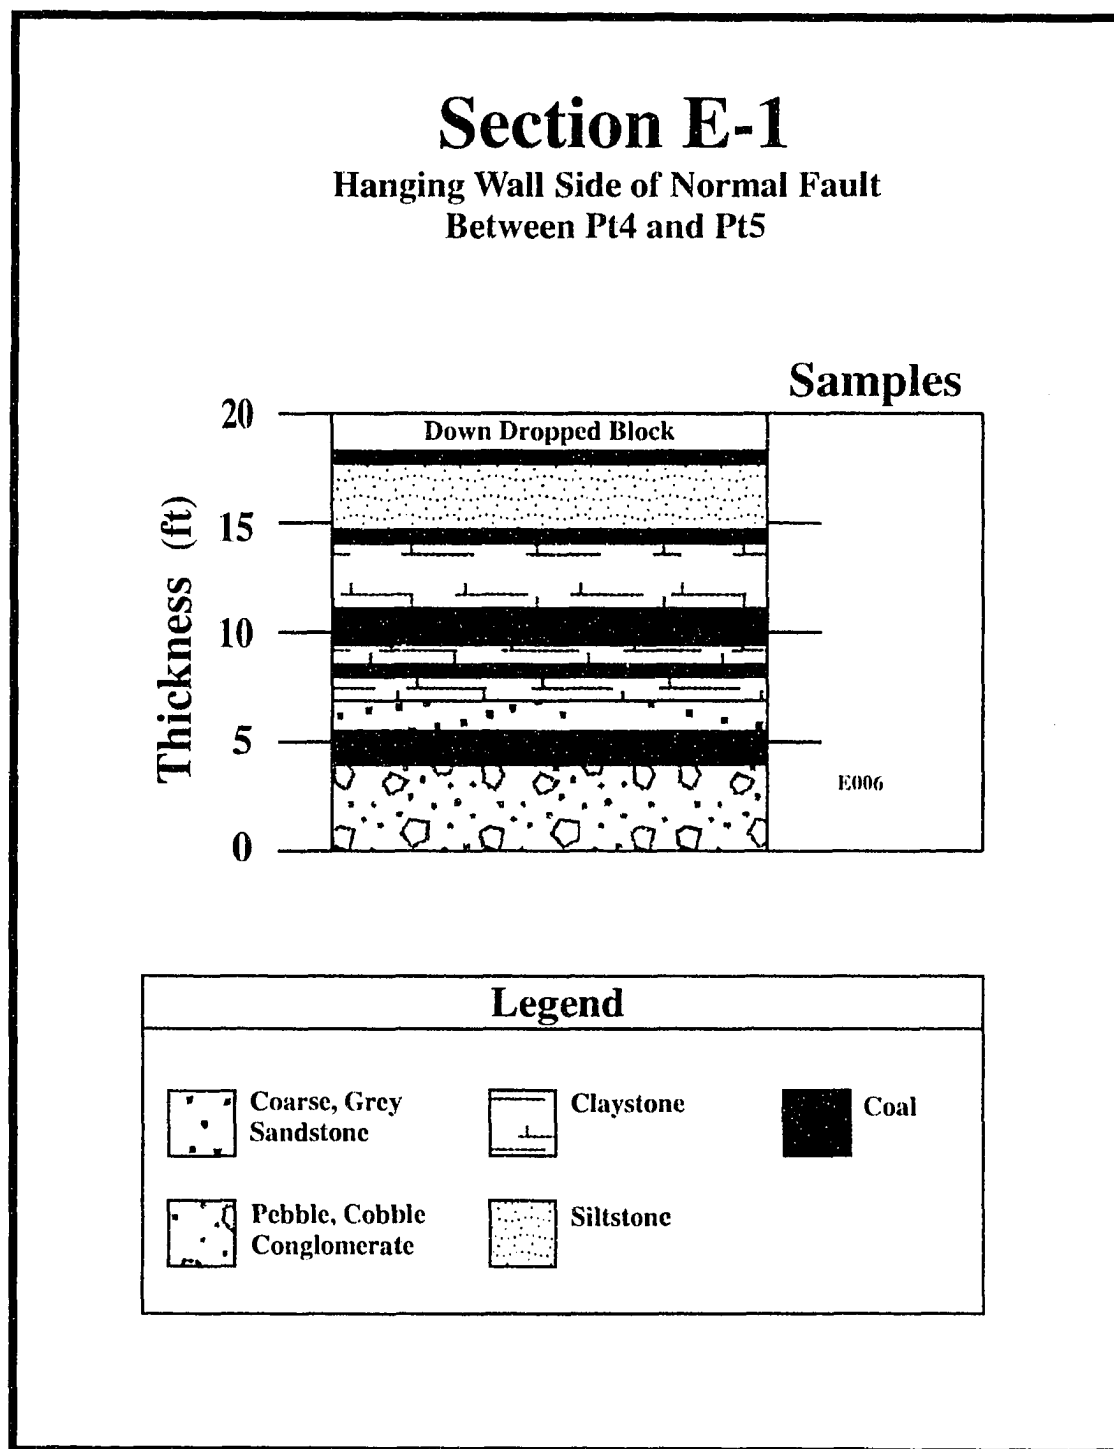 Section E-1
Hanging Wall Side of Normal Fault
Between Pt4 and Pt5
Samples
20
Down Dropped Block
15
10
5
0
Thickness (ft)
E006
Legend
Coarse, Grey
Sandstone
Claystone
Coal
Pebble, Cobble
Conglomerate
Siltstone